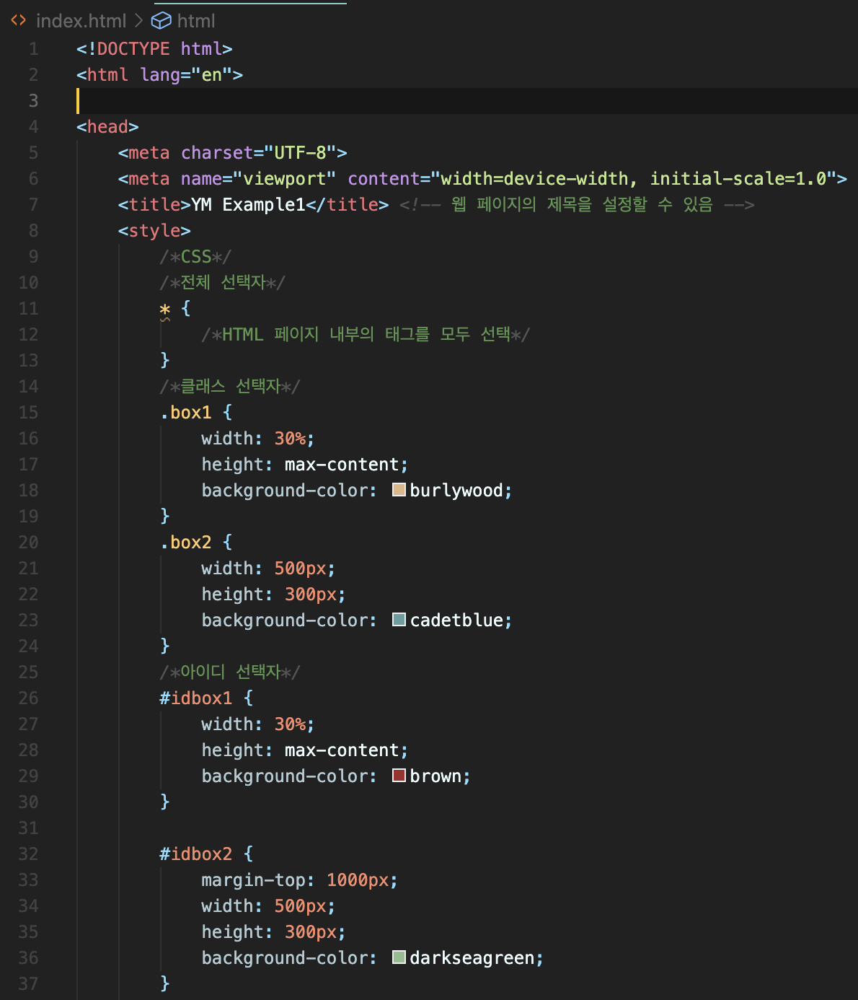 index.html > html
1 <!DOCTYPE html>
2 <html lang="en">
3
4 <head>
5 <meta charset="UTF-8">
6 <meta name="viewport" content="width=device-width, initial-scale=1.0">
7 <title>YM Example1</title> <!-- 웹 페이지의 제목을 설정할 수 있음 -->
8 <style>
9 /*CSS*/
10 /*전체 선택자*/
11 * {
12 /*HTML 페이지 내부의 태그를 모두 선택*/
13 }
14 /*클래스 선택자*/
15 .box1 {
16 width: 30%;
17 height: max-content;
18 background-color: burlywood;
19 }
20 .box2 {
21 width: 500px;
22 height: 300px;
23 background-color: cadetblue;
24 }
25 /*아이디 선택자*/
26 #idbox1 {
27 width: 30%;
28 height: max-content;
29 background-color: brown;
30 }
31
32 #idbox2 {
33 margin-top: 1000px;
34 width: 500px;
35 height: 300px;
36 background-color: darkseagreen;
37 }